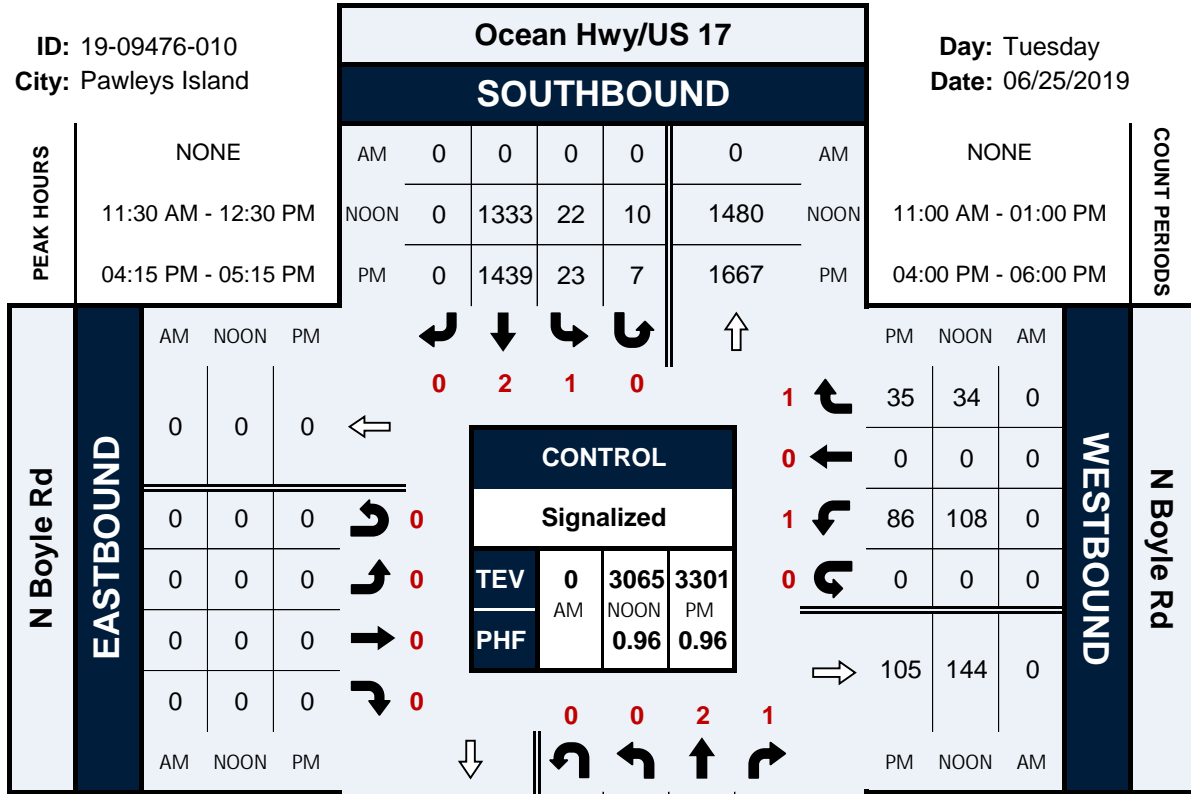 Ocean Hwy/US 17
ID: 19-09476-010
Day: Tuesday
City: Pawleys Island
Date: 06/25/2019
SOUTHBOUND
PEAK HOURS
NONE
11:30 AM - 12:30 PM
04:15 PM - 05:15 PM
AM 0 0 0 0 0 AM
NOON 0 1333 22 10 1480 NOON
PM 0 1439 23 7 1667 PM
NONE
11:00 AM - 01:00 PM
04:00 PM - 06:00 PM
COUNT PERIODS
N Boyle Rd
EASTBOUND
AM NOON PM
0 0 0
0 0 0 0
0 0 0 0
0 0 0 0
0 0 0 0
AM NOON PM
0 2 1 0
CONTROL
Signalized
TEV 0 3065 3301
AM NOON PM
PHF 0.96 0.96
0 0 2 1
PM NOON AM
1 35 34 0
0 0 0 0
1 86 108 0
0 0 0 0
105 144 0
PM NOON AM
WESTBOUND
N Boyle Rd